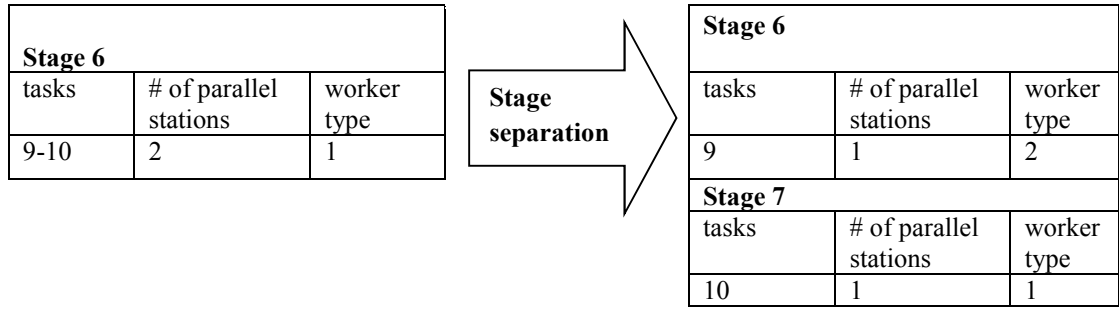 Stage 6
tasks # of parallel worker
stations type
9-10 2 1
Stage
separation
Stage 6
tasks # of parallel worker
stations type
9 1 2
Stage 7
tasks # of parallel worker
stations type
10 1 1